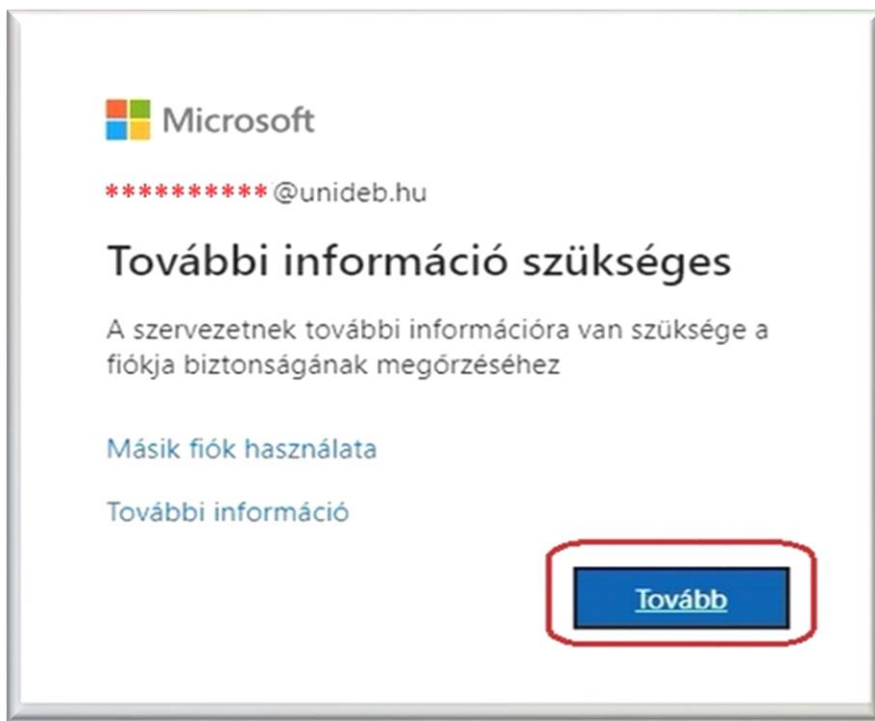 Microsoft
**********@unideb.hu
További információ szükséges
A szervezetnek további információra van szüksége a
fiókja biztonságának megőrzéséhez
Másik fiók használata
További információ
Tovább